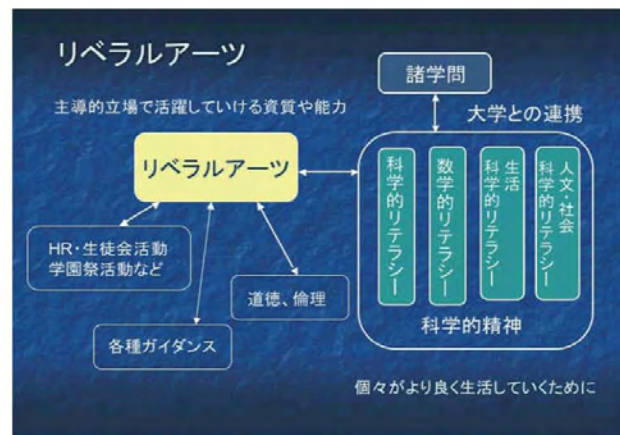 リベラルアーツ
諸学問
主導的立場で活躍していける資質や能力
大学との連携
リベラルアーツ
科学的リテラシー
数学的リテラシー
生活
科学的リテラシー
人文・社会
科学的リテラシー
HR・生徒会活動
学園祭活動など
道徳、倫理
各種ガイダンス
科学的精神
個々がより良く生活していくために